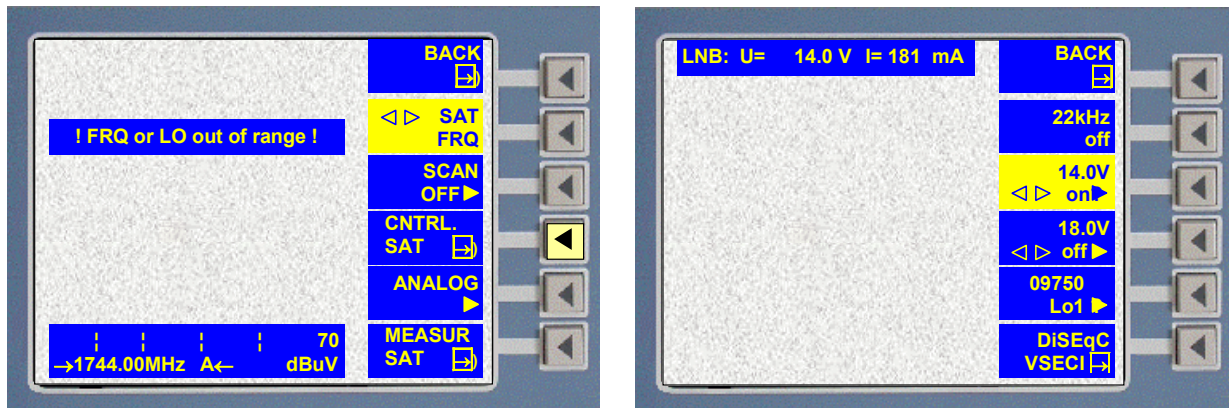 BACK
! FRQ or LO out of range !
◁ ▷ SAT
FRQ
SCAN
OFF ▶
CNTRL.
SAT
ANALOG
▶
MEASUR
SAT
70
→1744.00MHz A← dBuV
LNB: U= 14.0 V I= 181 mA
BACK
22kHz
off
14.0V
◁ ▷ on ▶
18.0V
◁ ▷ off ▶
09750
Lo1 ▶
DiSEqC
VSECI